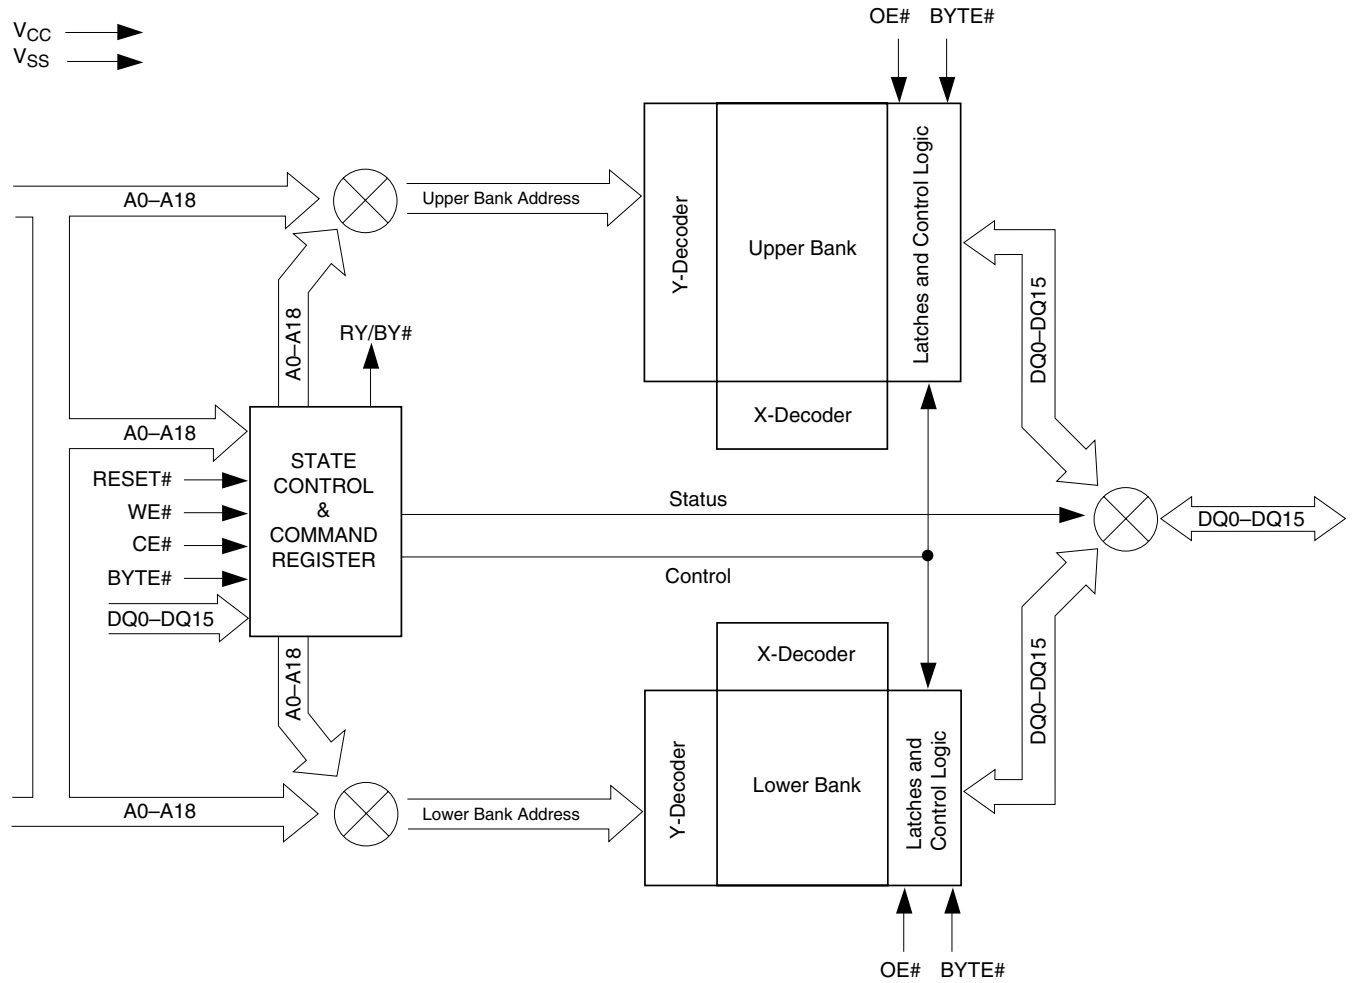 VCC
VSS
OE# BYTE#
A0–A18
Upper Bank Address
Y-Decoder
Upper Bank
Latches and Control Logic
X-Decoder
DQ0–DQ15
A0–A18
RY/BY#
A0–A18
RESET#
WE#
CE#
BYTE#
DQ0–DQ15
STATE
CONTROL
&
COMMAND
REGISTER
Status
Control
DQ0–DQ15
A0–A18
X-Decoder
DQ0–DQ15
A0–A18
Lower Bank Address
Y-Decoder
Lower Bank
Latches and
Control Logic
OE# BYTE#